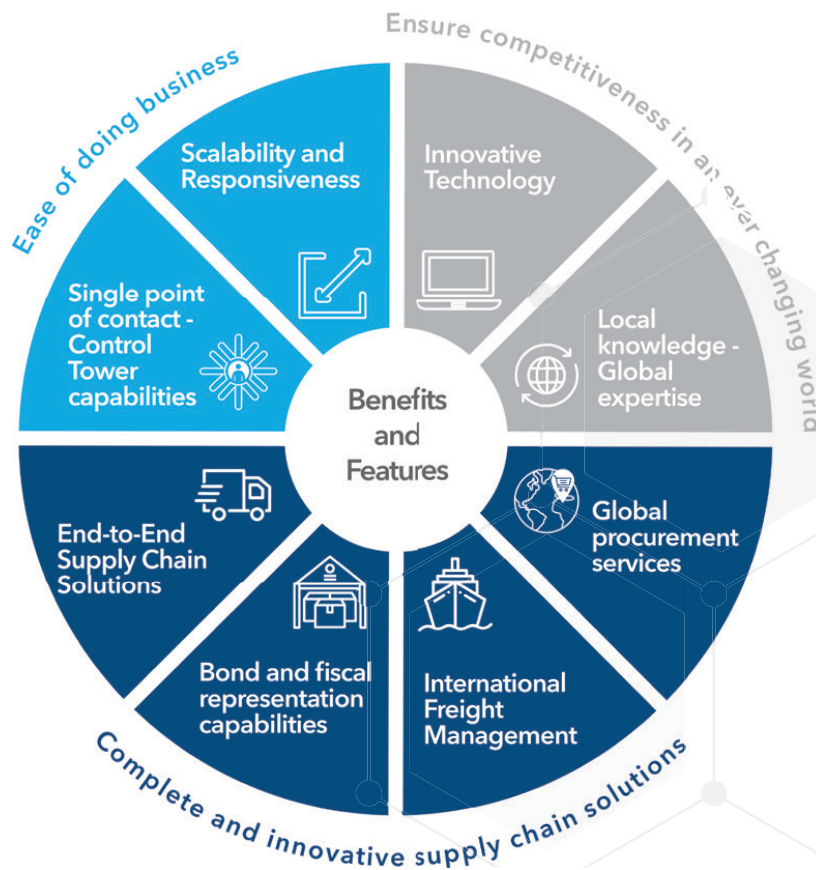 Ease of doing business
Ensure competitiveness in an ever changing world
Scalability and
Responsiveness
Innovative
Technology
Single point
of contact -
Control
Tower
capabilities
Local
knowledge -
Global
expertise
Benefits
and
Features
End-to-End
Supply Chain
Solutions
Global
procurement
services
Bond and fiscal
representation
capabilities
International
Freight
Management
Complete and innovative supply chain solutions